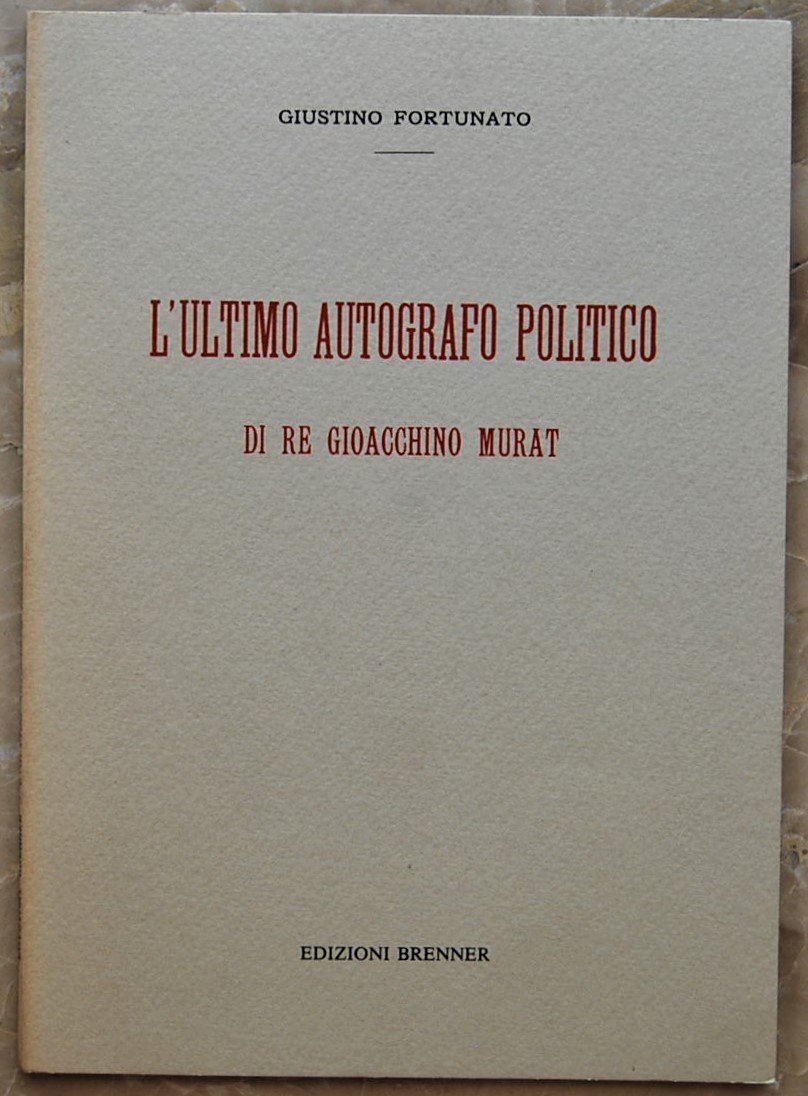 GIUSTINO FORTUNATO
L'ULTIMO AUTOGRAFO POLITICO
DI RE GIOACCHINO MURAT
EDIZIONI BRENNER